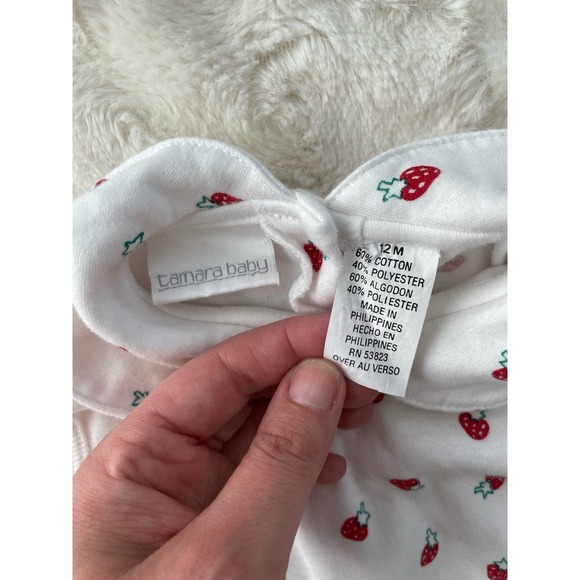 tamara baby
12 M
60% COTTON
40% POLYESTER
60% ALGODON
40% POLIESTER
MADE IN
PHILIPPINES
HECHO EN
PHILIPPINES
RN 53823
OVER AU VERSO